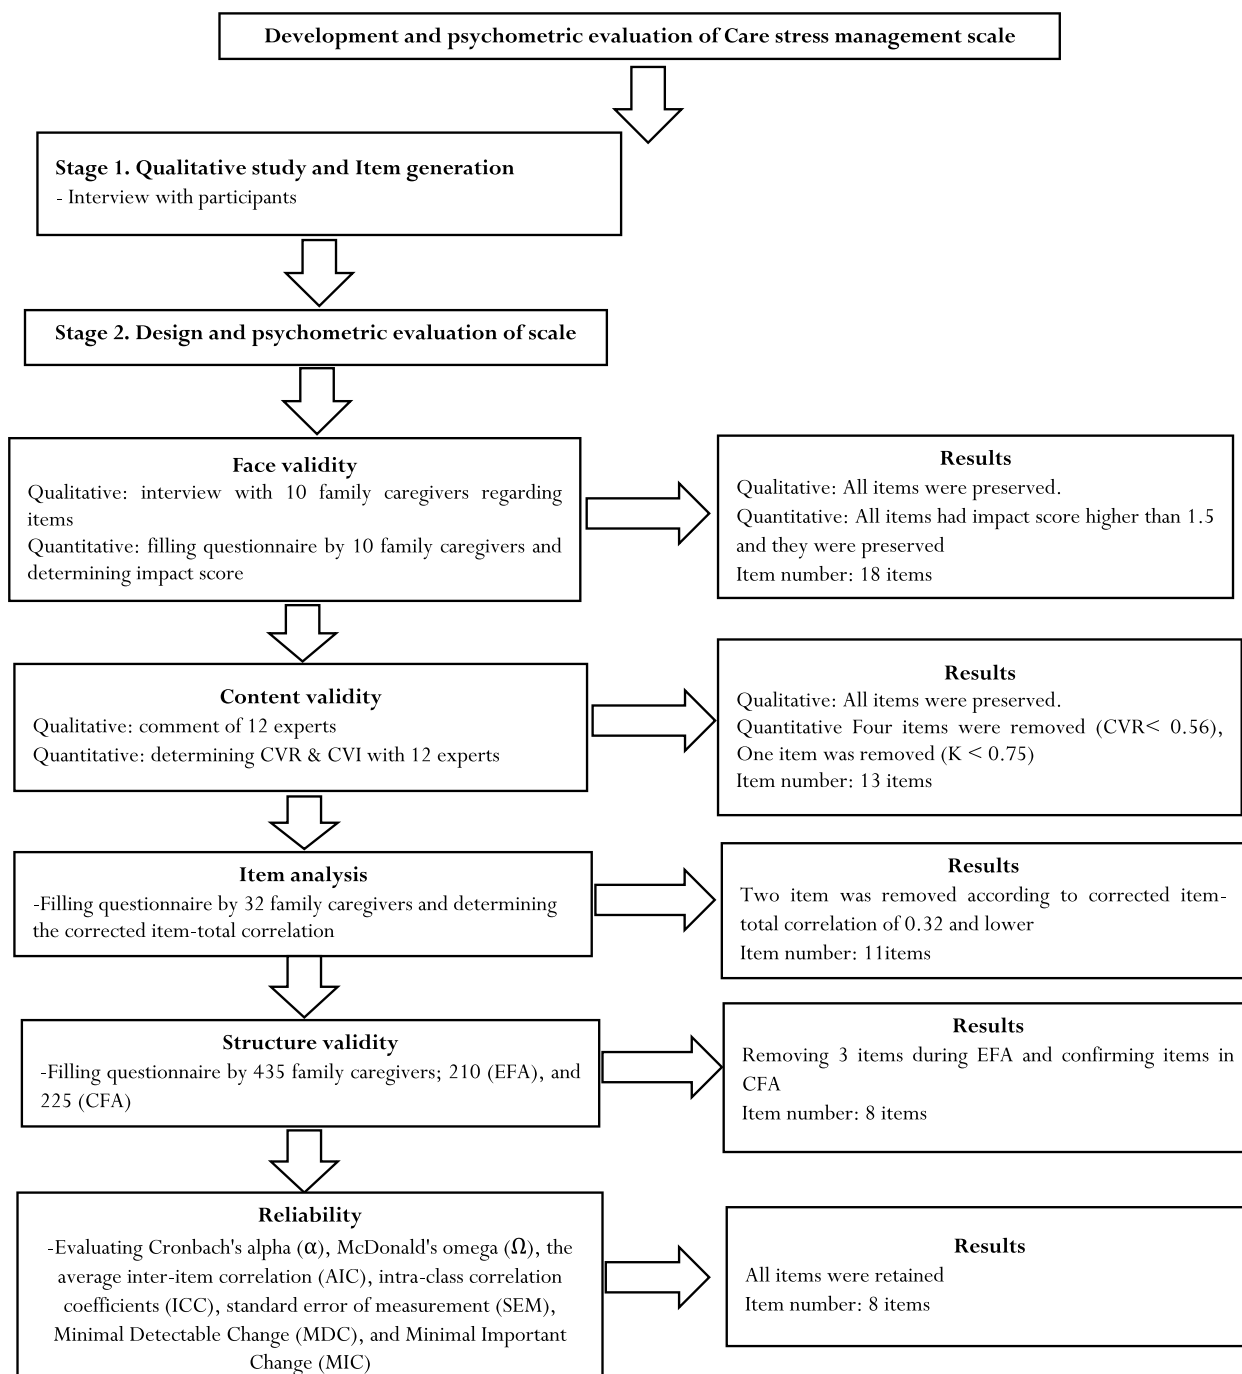 Development and psychometric evaluation of Care stress management scale
Stage 1. Qualitative study and Item generation
- Interview with participants
Stage 2. Design and psychometric evaluation of scale
Face validity
Qualitative: interview with 10 family caregivers regarding
items
Quantitative: filling questionnaire by 10 family caregivers and
determining impact score
Results
Qualitative: All items were preserved.
Quantitative: All items had impact score higher than 1.5
and they were preserved
Item number: 18 items
Content validity
Qualitative: comment of 12 experts
Quantitative: determining CVR & CVI with 12 experts
Results
Qualitative: All items were preserved.
Quantitative Four items were removed (CVR< 0.56),
One item was removed (K < 0.75)
Item number: 13 items
Item analysis
-Filling questionnaire by 32 family caregivers and determining
the corrected item-total correlation
Results
Two item was removed according to corrected item-
total correlation of 0.32 and lower
Item number: 11items
Structure validity
-Filling questionnaire by 435 family caregivers; 210 (EFA), and
225 (CFA)
Results
Removing 3 items during EFA and confirming items in
CFA
Item number: 8 items
Reliability
-Evaluating Cronbach's alpha (α), McDonald's omega (Ω), the
average inter-item correlation (AIC), intra-class correlation
coefficients (ICC), standard error of measurement (SEM),
Minimal Detectable Change (MDC), and Minimal Important
Change (MIC)
Results
All items were retained
Item number: 8 items